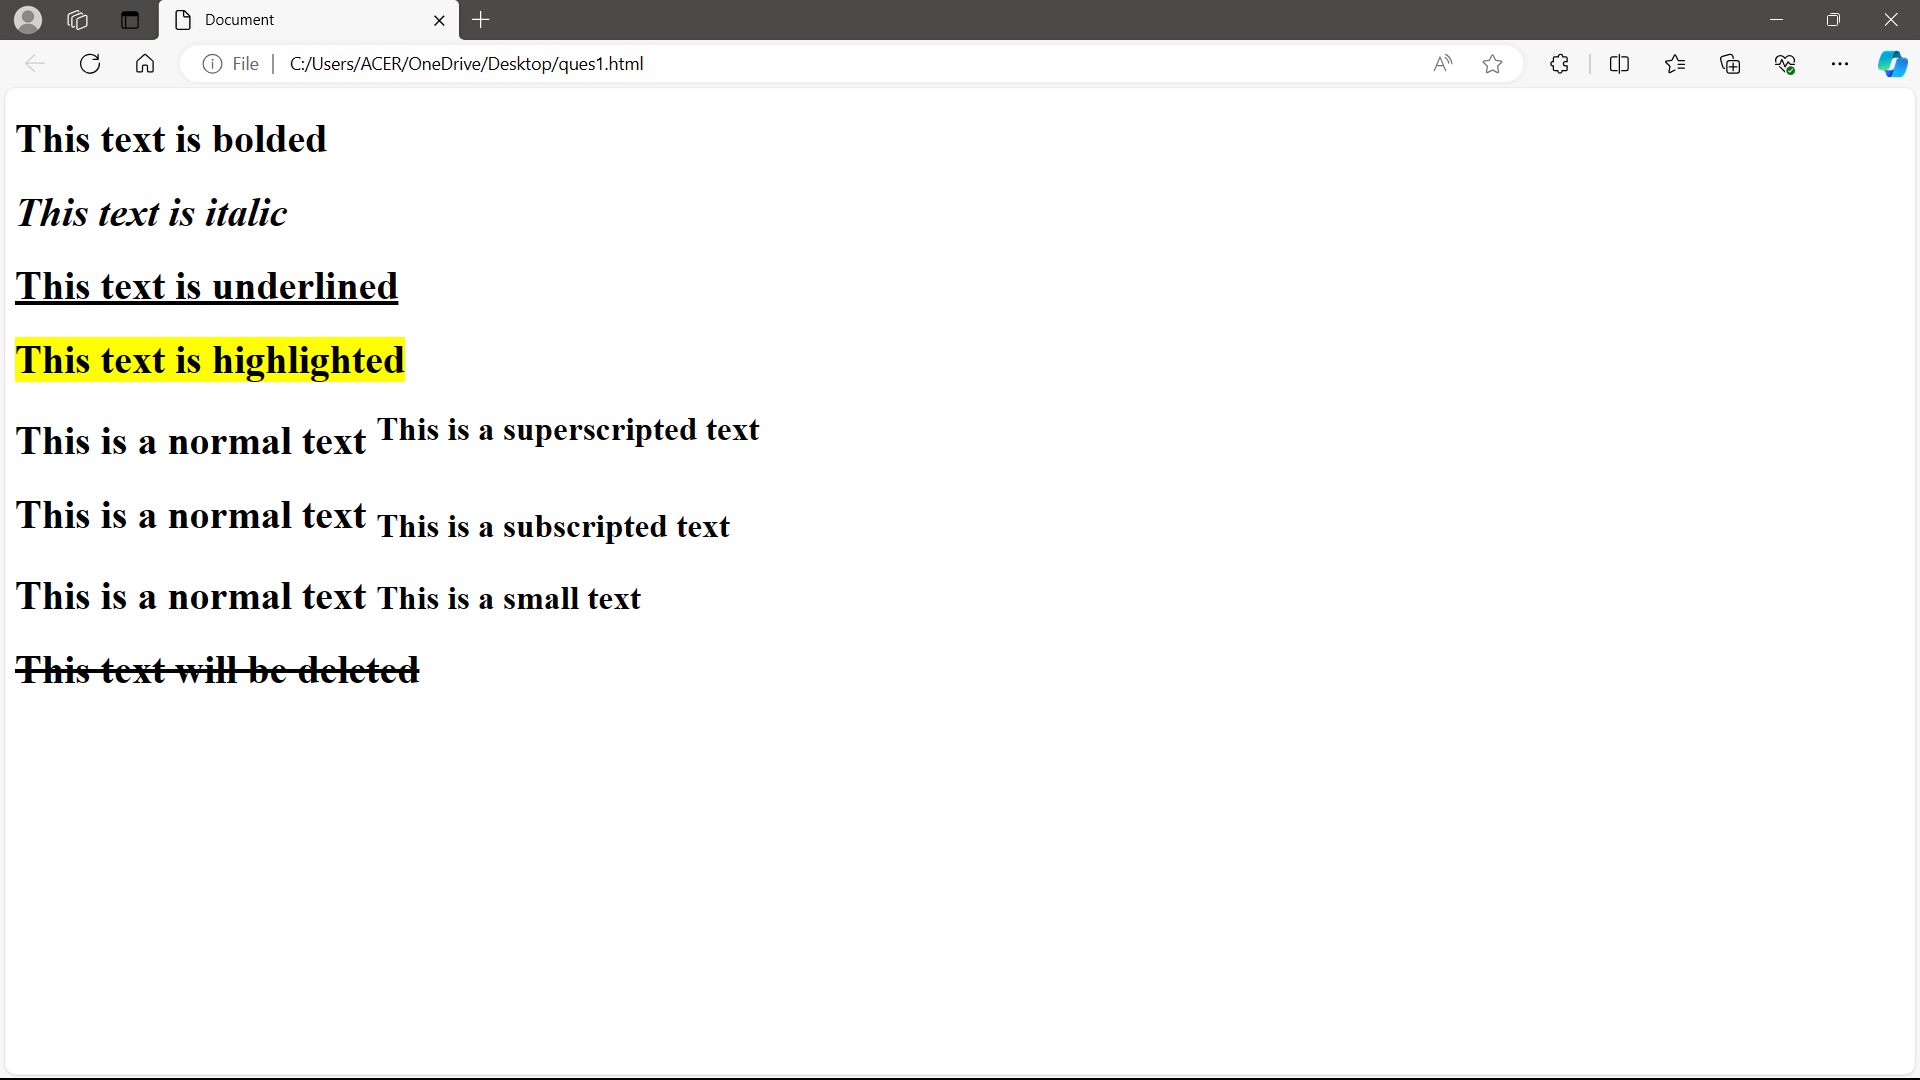 Document
File C:/Users/ACER/OneDrive/Desktop/ques1.html
This text is bolded
This text is italic
This text is underlined
This text is highlighted
This is a normal text This is a superscripted text
This is a normal text This is a subscripted text
This is a normal text This is a small text
This text will be deleted